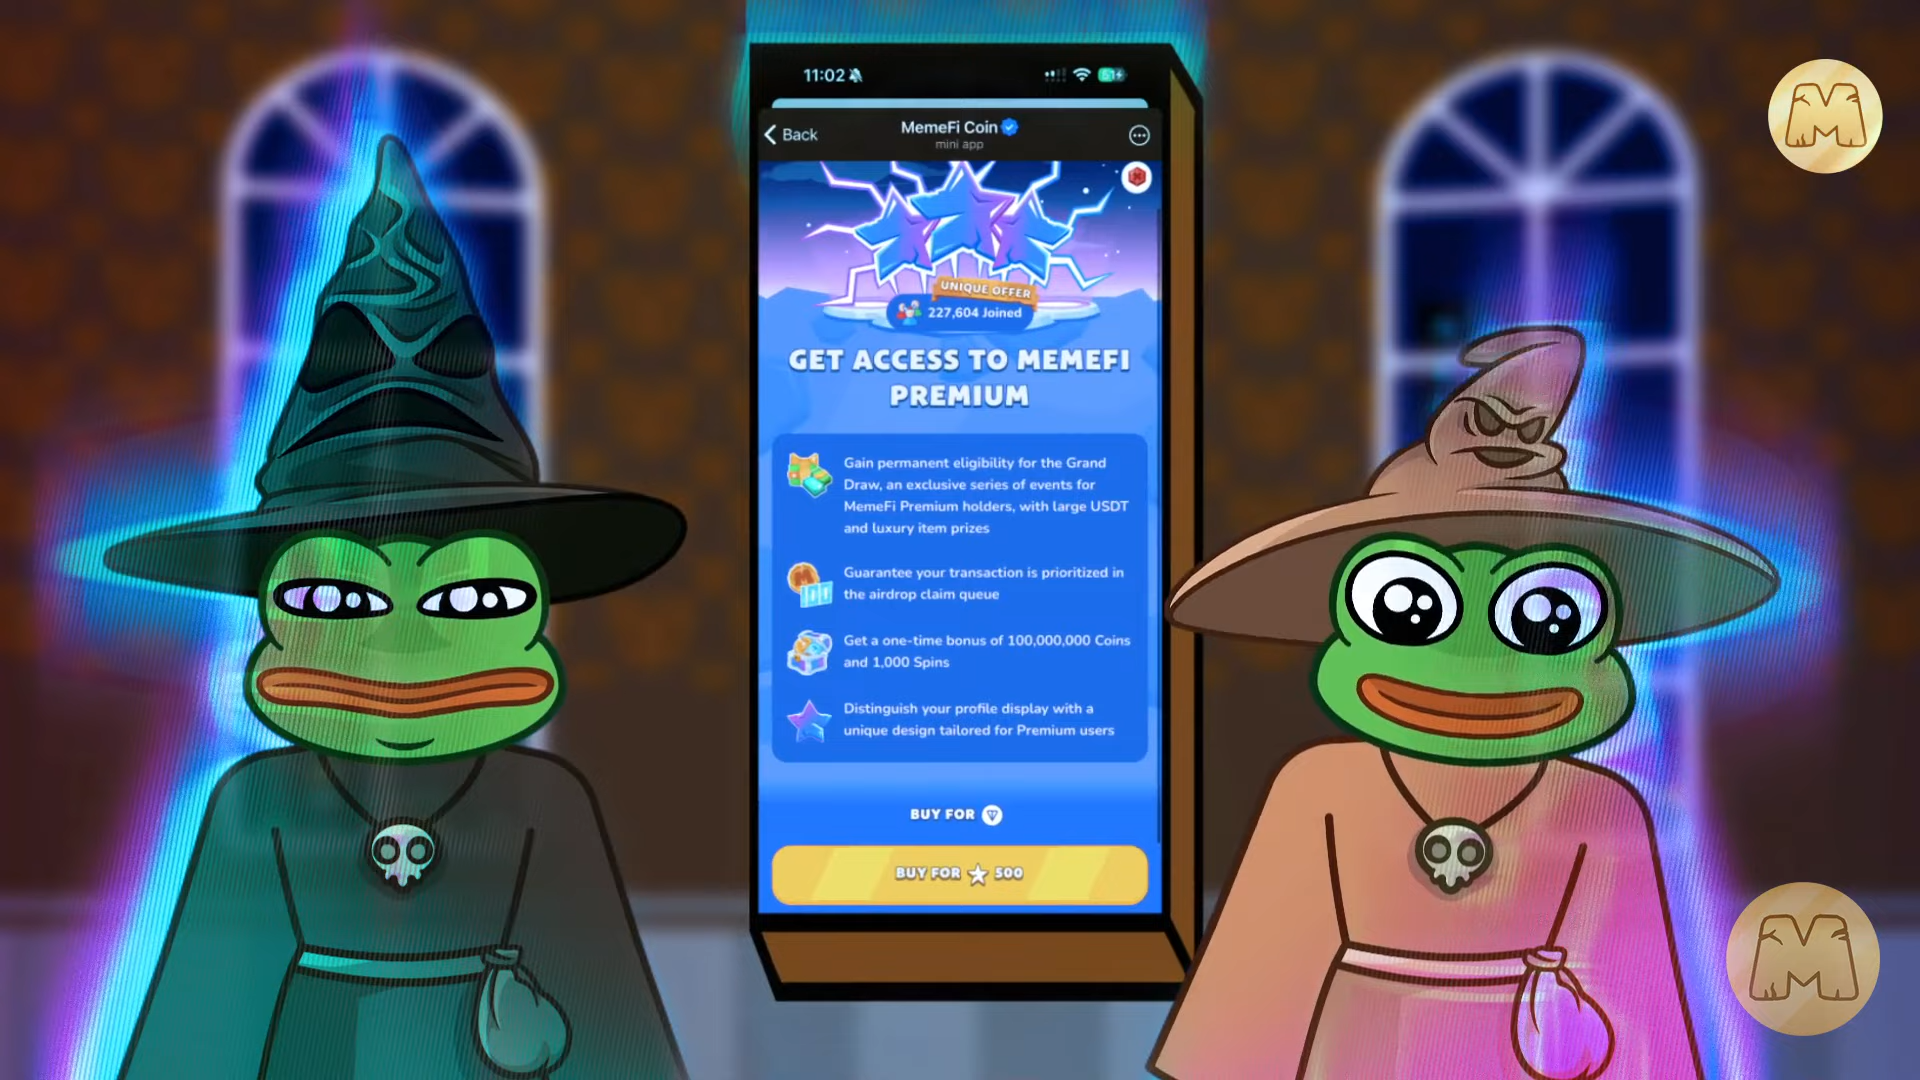 11:02
51
Back
MemeFi Coin
mini app
UNIQUE OFFER
227,604 Joined
GET ACCESS TO MEMEFI
PREMIUM
Gain permanent eligibility for the Grand
Draw, an exclusive series of events for
MemeFi Premium holders, with large USDT
and luxury item prizes
Guarantee your transaction is prioritized in
the airdrop claim queue
Get a one-time bonus of 100,000,000 Coins
and 1,000 Spins
Distinguish your profile display with a
unique design tailored for Premium users
BUY FOR
BUY FOR 500
M
M